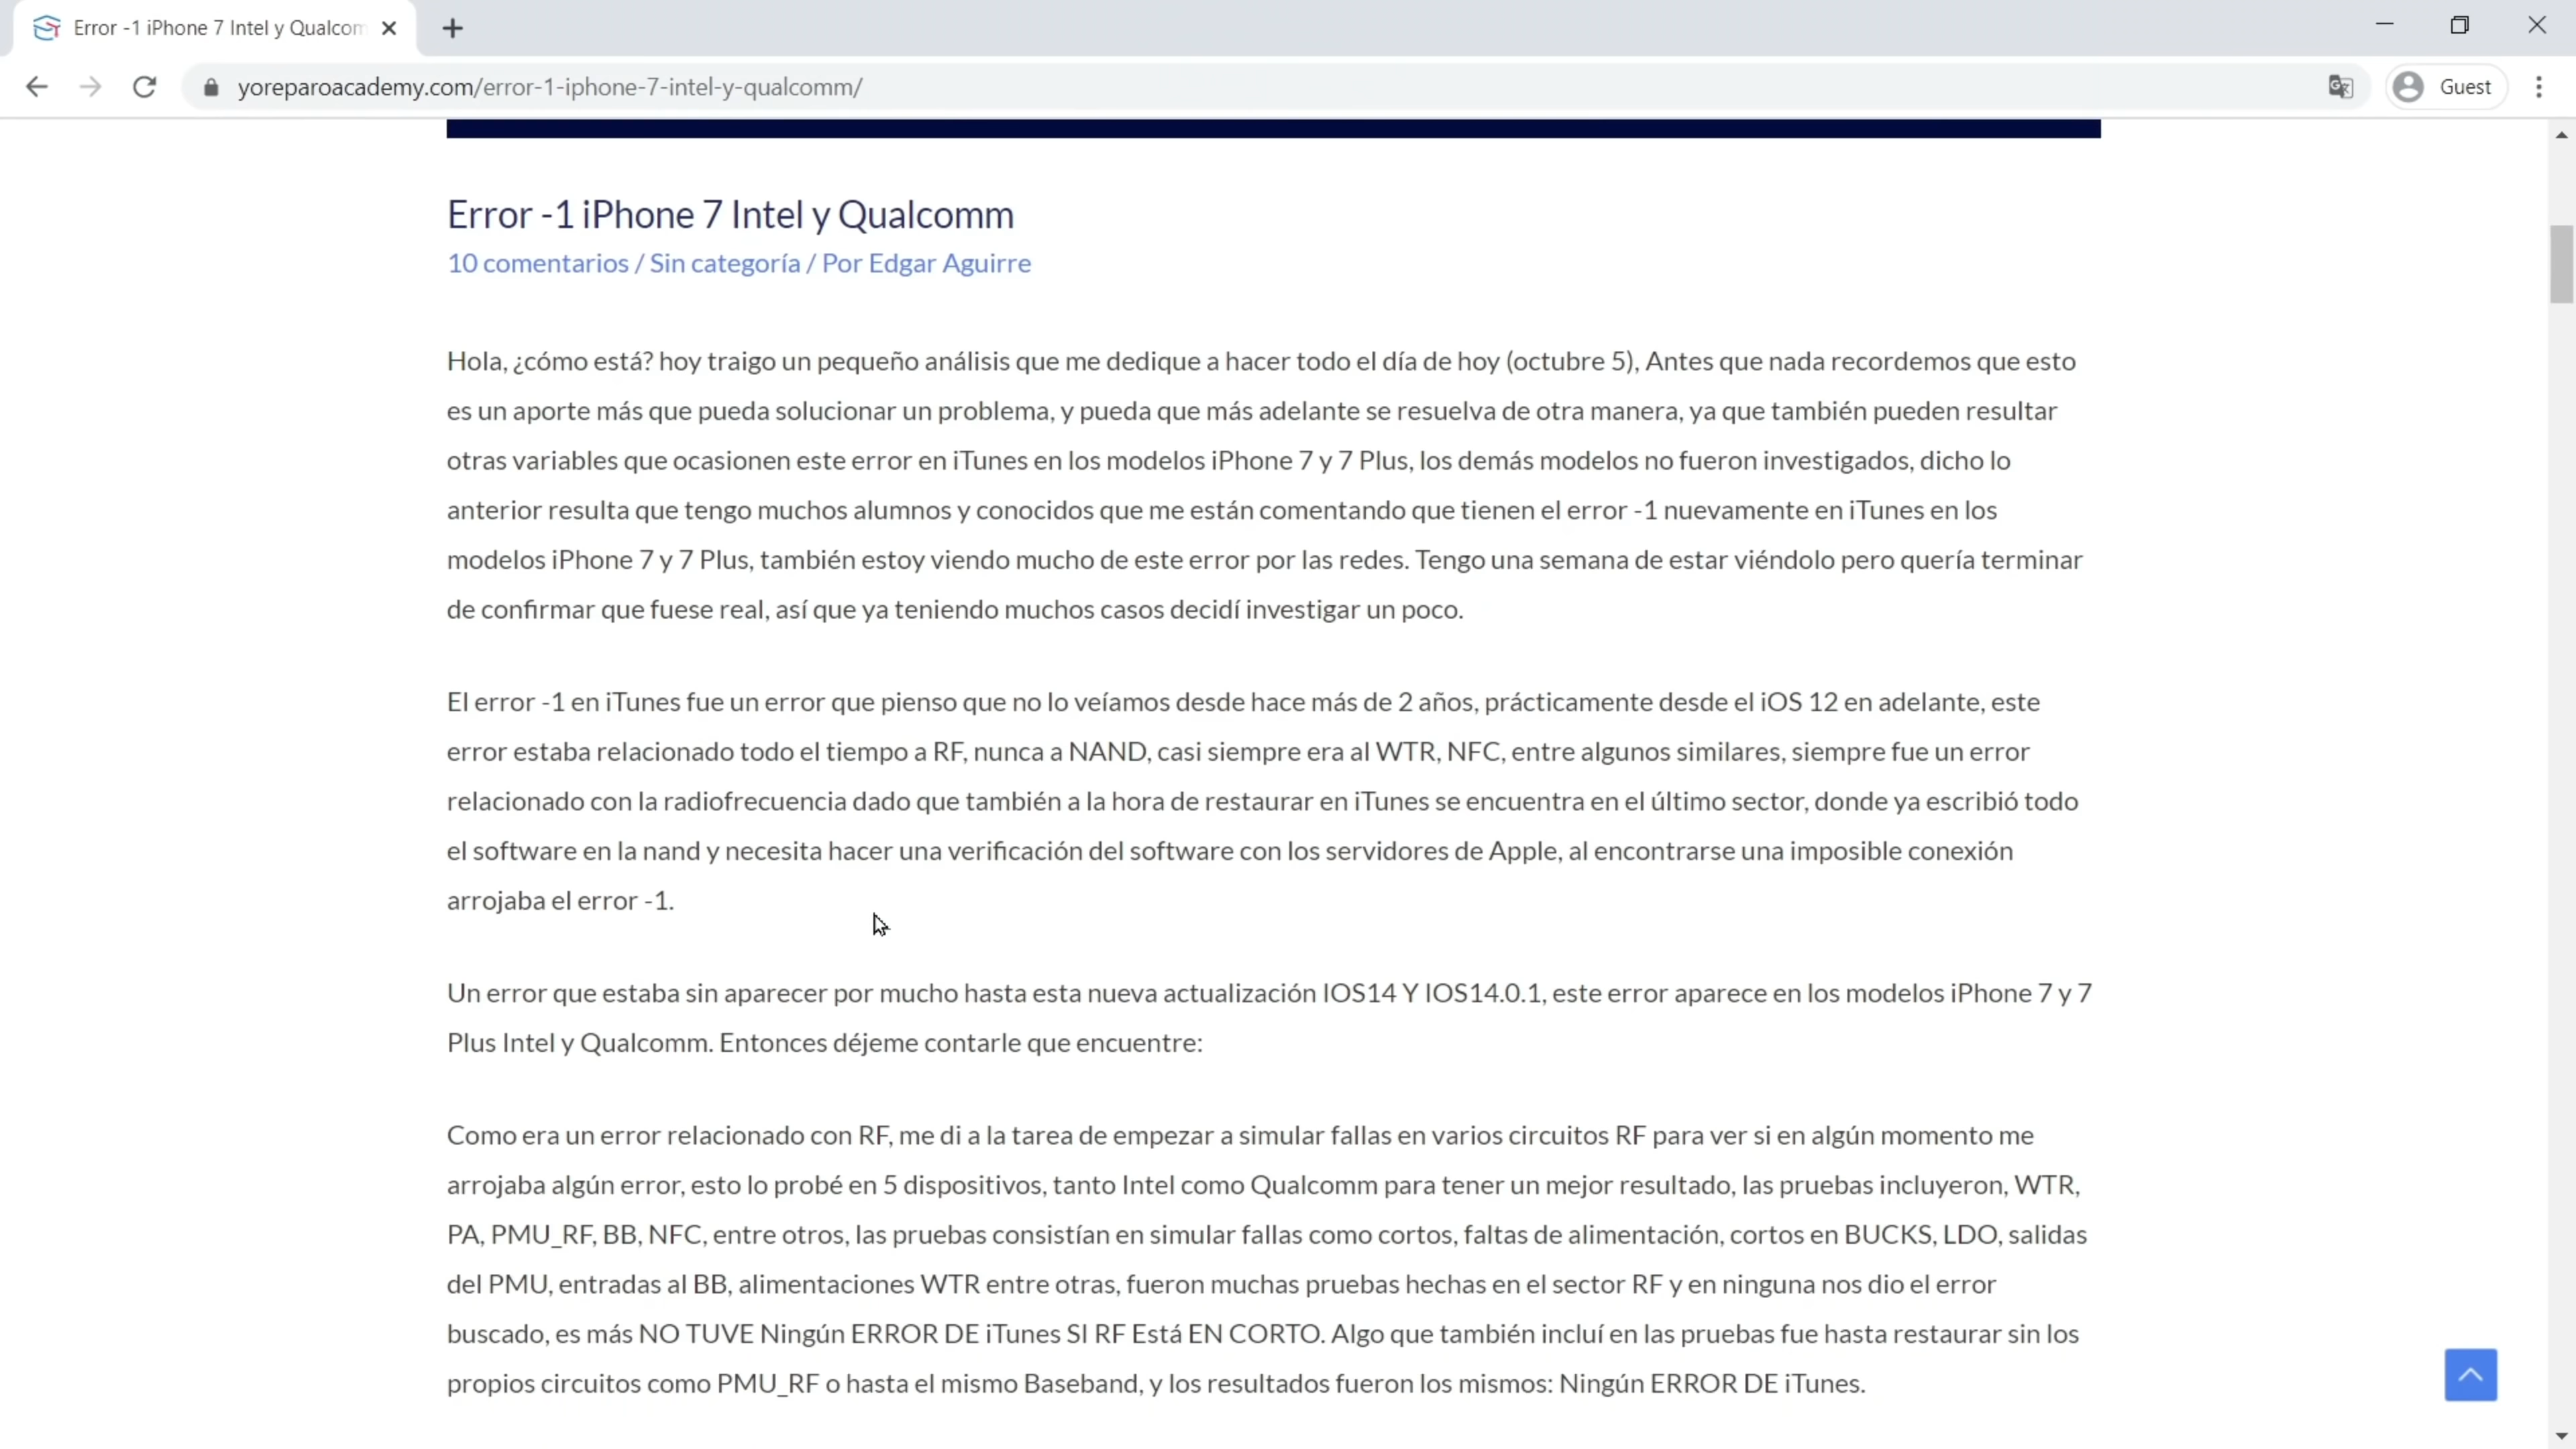 Error -1 iPhone 7 Intel y Qualcom
yoreparoacademy.com/error-1-iphone-7-intel-y-qualcomm/
Guest
Error -1 iPhone 7 Intel y Qualcomm
10 comentarios / Sin categoría / Por Edgar Aguirre
Hola, ¿cómo está? hoy traigo un pequeño análisis que me dedique a hacer todo el día de hoy (octubre 5), Antes que nada recordemos que esto
es un aporte más que pueda solucionar un problema, y pueda que más adelante se resuelva de otra manera, ya que también pueden resultar
otras variables que ocasionen este error en iTunes en los modelos iPhone 7 y 7 Plus, los demás modelos no fueron investigados, dicho lo
anterior resulta que tengo muchos alumnos y conocidos que me están comentando que tienen el error -1 nuevamente en iTunes en los
modelos iPhone 7 y 7 Plus, también estoy viendo mucho de este error por las redes. Tengo una semana de estar viéndolo pero quería terminar
de confirmar que fuese real, así que ya teniendo muchos casos decidí investigar un poco.
El error -1 en iTunes fue un error que pienso que no lo veíamos desde hace más de 2 años, prácticamente desde el iOS 12 en adelante, este
error estaba relacionado todo el tiempo a RF, nunca a NAND, casi siempre era al WTR, NFC, entre algunos similares, siempre fue un error
relacionado con la radiofrecuencia dado que también a la hora de restaurar en iTunes se encuentra en el último sector, donde ya escribió todo
el software en la nand y necesita hacer una verificación del software con los servidores de Apple, al encontrarse una imposible conexión
arrojaba el error -1.
Un error que estaba sin aparecer por mucho hasta esta nueva actualización IOS14 Y IOS14.0.1, este error aparece en los modelos iPhone 7 y 7
Plus Intel y Qualcomm. Entonces déjeme contarle que encuentre:
Como era un error relacionado con RF, me di a la tarea de empezar a simular fallas en varios circuitos RF para ver si en algún momento me
arrojaba algún error, esto lo probé en 5 dispositivos, tanto Intel como Qualcomm para tener un mejor resultado, las pruebas incluyeron, WTR,
PA, PMU_RF, BB, NFC, entre otros, las pruebas consistían en simular fallas como cortos, faltas de alimentación, cortos en BUCKS, LDO, salidas
del PMU, entradas al BB, alimentaciones WTR entre otras, fueron muchas pruebas hechas en el sector RF y en ninguna nos dio el error
buscado, es más NO TUVE Ningún ERROR DE iTunes SI RF Está EN CORTO. Algo que también incluí en las pruebas fue hasta restaurar sin los
propios circuitos como PMU_RF o hasta el mismo Baseband, y los resultados fueron los mismos: Ningún ERROR DE iTunes.